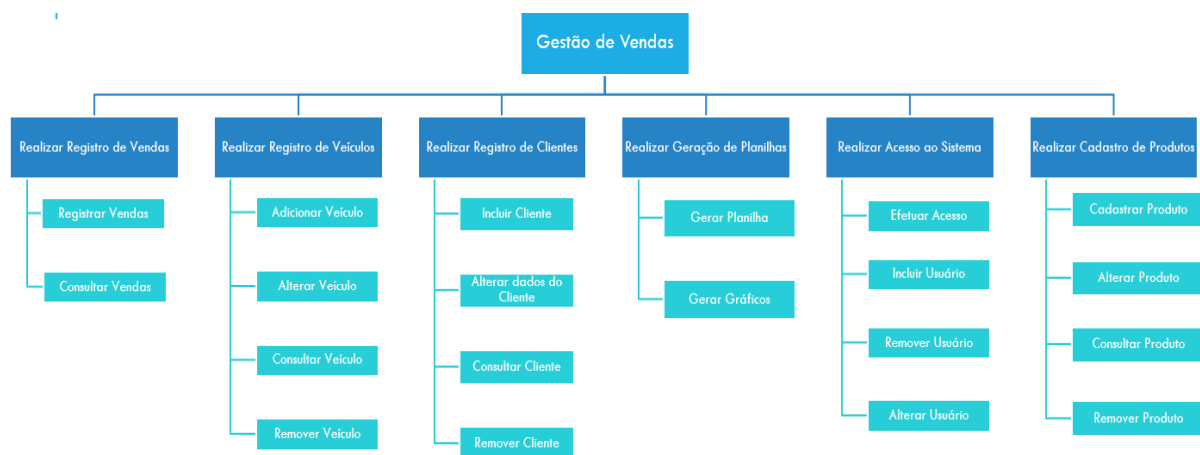 Gestão de Vendas
Realizar Registro de Vendas
Registrar Vendas
Consultar Vendas
Realizar Registro de Veículos
Adicionar Veículo
Alterar Veículo
Consultar Veículo
Remover Veículo
Realizar Registro de Clientes
Incluir Cliente
Alterar dados do
Cliente
Consultar Cliente
Remover Cliente
Realizar Geração de Planilhas
Gerar Planilha
Gerar Gráficos
Realizar Acesso ao Sistema
Efetuar Acesso
Incluir Usuário
Remover Usuário
Alterar Usuário
Realizar Cadastro de Produtos
Cadastrar Produto
Alterar Produto
Consultar Produto
Remover Produto